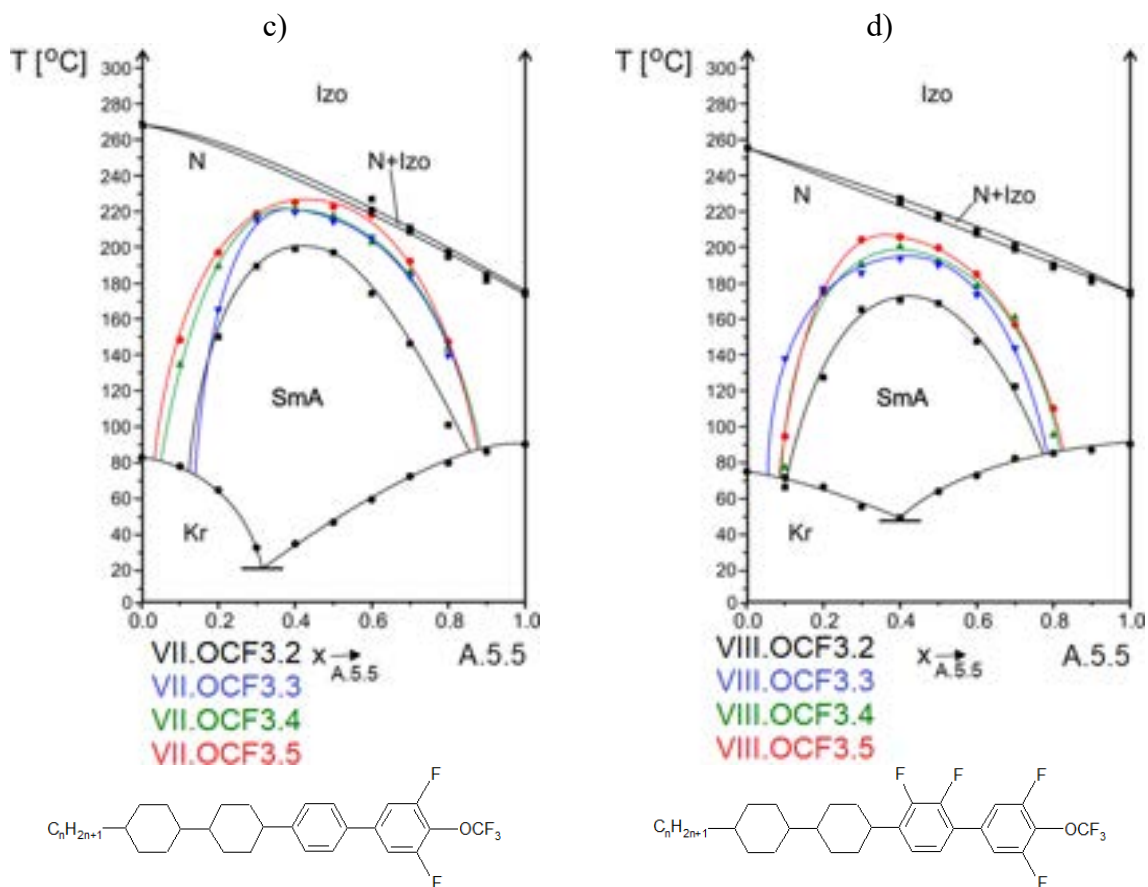 c)
T [°C]
300
280
260
240
220
200
180
160
140
120
100
80
60
40
20
0
Izo
N
N+Izo
SmA
Kr
0.0 0.2 0.4 0.6 0.8 1.0
VII.OCF3.2 x → A.5.5 A.5.5
VII.OCF3.3
VII.OCF3.4
VII.OCF3.5
F
CnH2n+1 OCF3
F
d)
T [°C]
300
280
260
240
220
200
180
160
140
120
100
80
60
40
20
0
Izo
N
N+Izo
SmA
Kr
0.0 0.2 0.4 0.6 0.8 1.0
VIII.OCF3.2 x → A.5.5 A.5.5
VIII.OCF3.3
VIII.OCF3.4
VIII.OCF3.5
F F F
CnH2n+1 OCF3
F